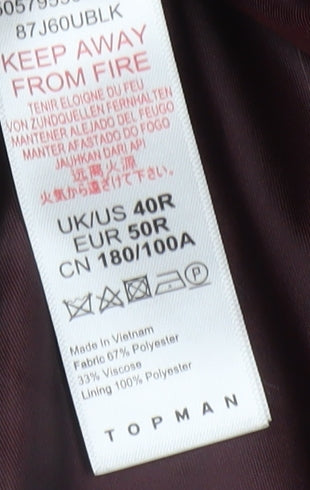 87J60UBLK
KEEP AWAY
FROM FIRE
TENIR ELOIGNE DU FEU
VON ZUNDQUELLEN FERNHALTEN
MANTENER ALEJADO DEL FEUGO
MANTER AFASTADO DO FOGO
JAUHKAN DARI API
远离火源
火気から遠ざけて下さい。
UK/US 40R
EUR 50R
CN 180/100A
P
Made in Vietnam
Fabric 67% Polyester
33% Viscose
Lining 100% Polyester
TOPMAN